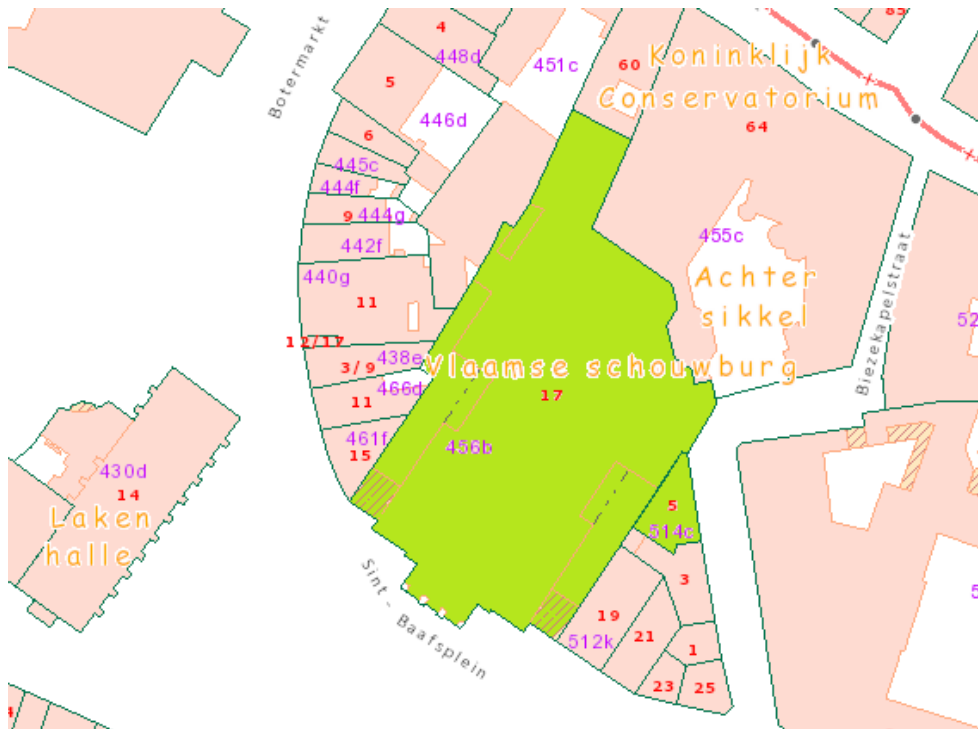 85
4
448d
Botermarkt
5
451c
60
Koninklijk
Conservatorium
64
446d
6
445c
444f
9
444g
442f
455c
440g
11
Achter
sikkel
Biezekapelstraat
52
12/17
438e
3/9
Vlaamse schouwburg
466d
17
11
461f
15
456b
430d
14
Laken
halle
5
514c
Sint - Baafsplein
3
19
512k
21
1
23
25
5
4